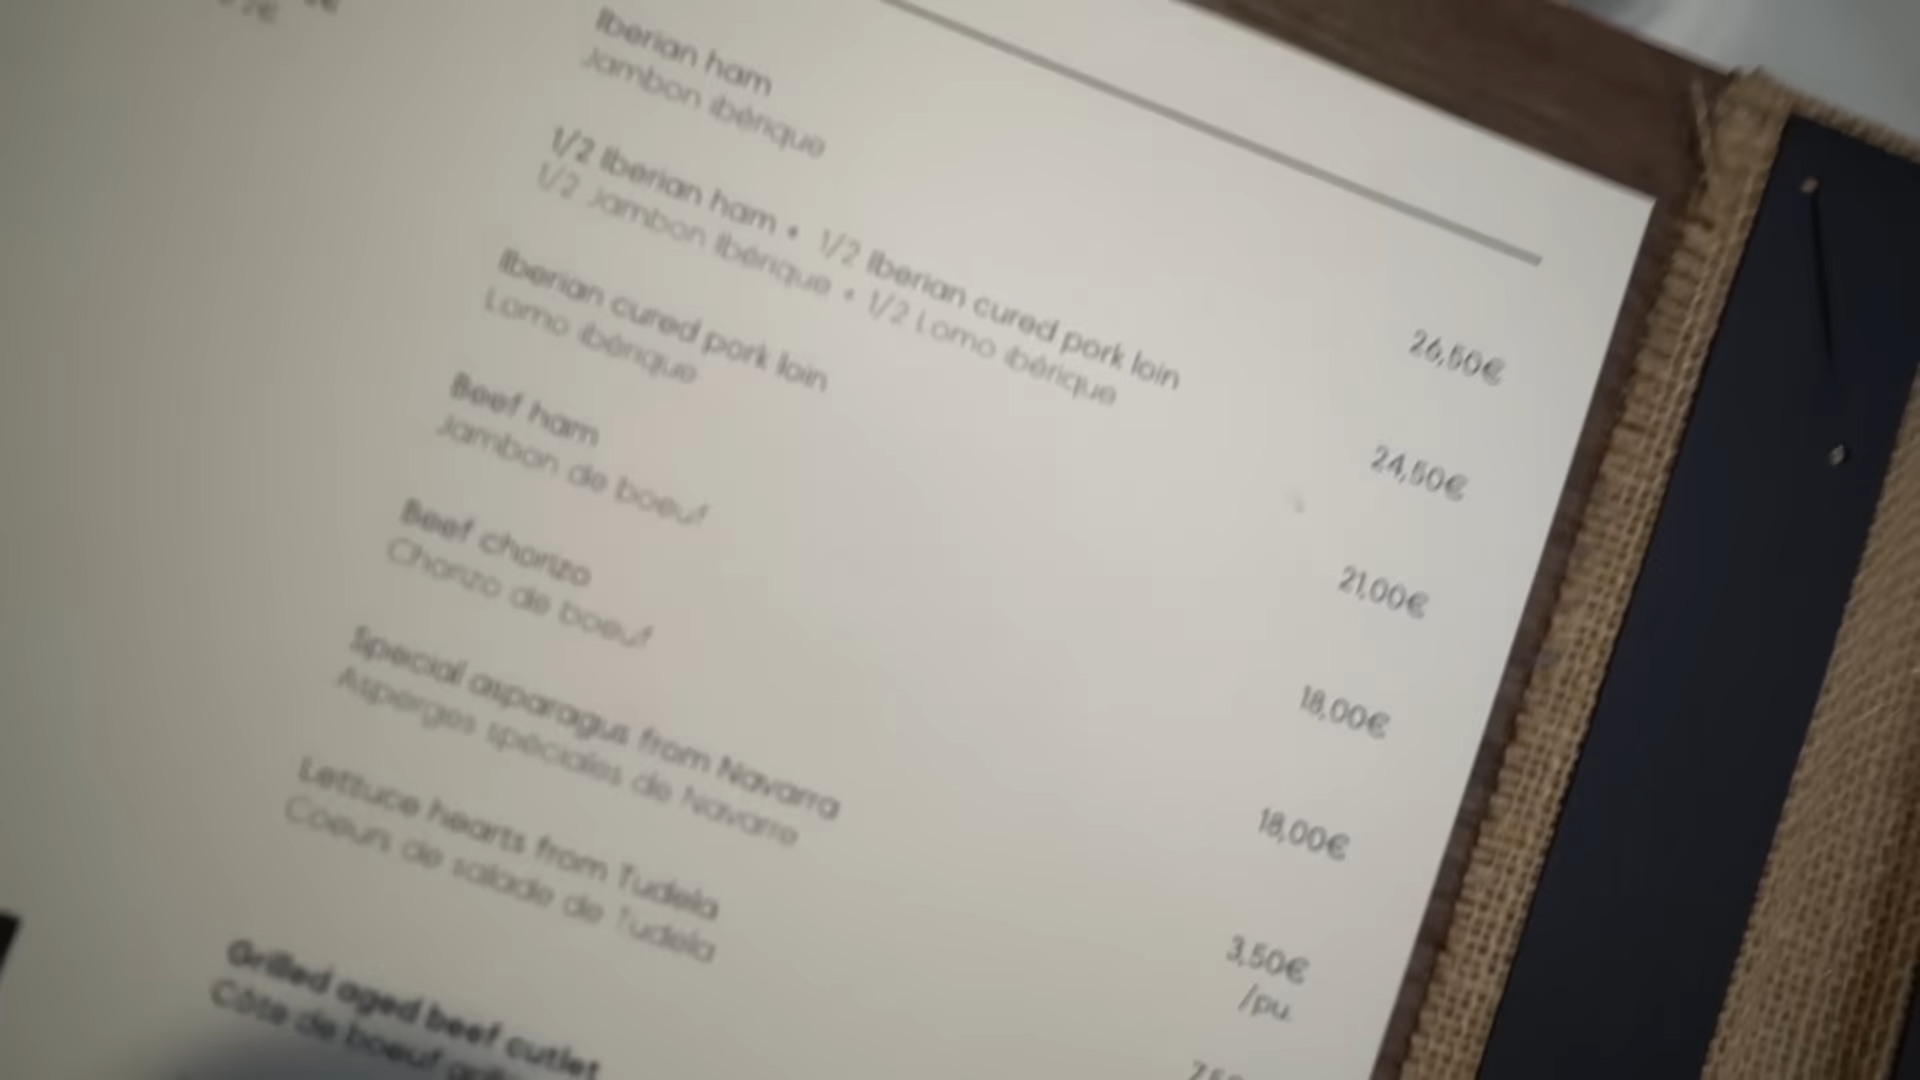 Iberian ham
Jambon ibérique
26,50€
1/2 Iberian ham + 1/2 Iberian cured pork loin
1/2 Jambon Ibérique + 1/2 Lomo ibérique
24,50€
Iberian cured pork loin
Lomo ibérique
21,00€
Beef ham
Jambon de boeuf
18,00€
Beef chorizo
Chorizo de boeuf
18,00€
Special asparagus from Navarra
Asperges spéciales de Navarre
3,50€
/pu.
Lettuce hearts from Tudela
Coeurs de salade de Tudela
Grilled aged beef cutlet
Côte de boeuf